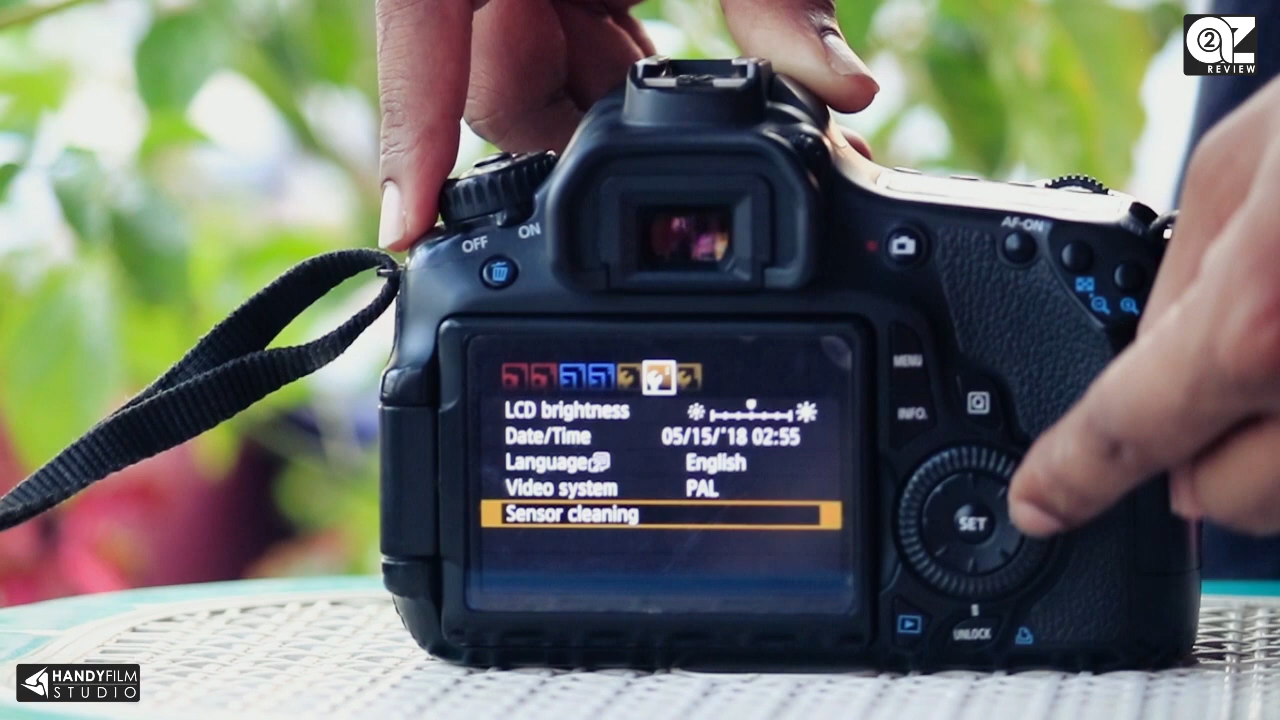 a2z
REVIEW
OFF ON
AF-ON
MENU
INFO.
LCD brightness
Date/Time 05/15/'18 02:55
Language English
Video system PAL
Sensor cleaning
SET
UNLOCK
HANDYFILM
STUDIO